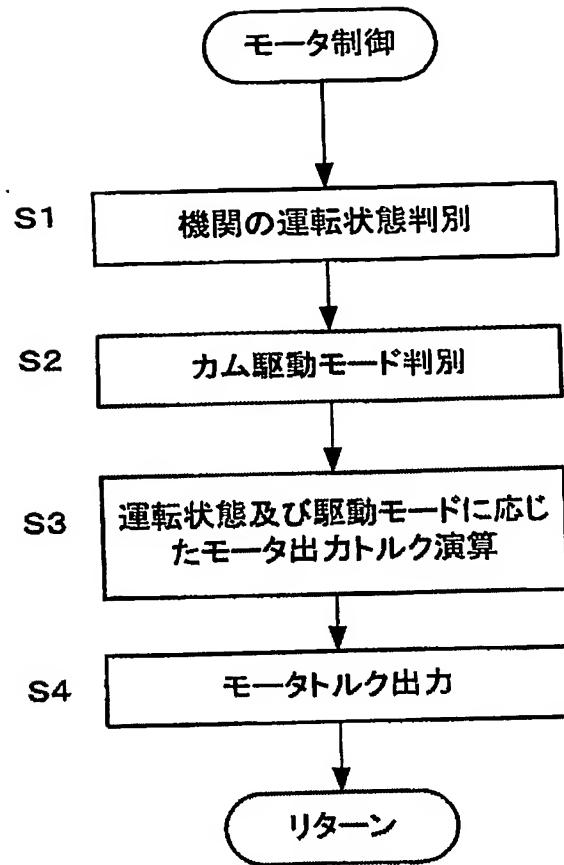 モータ制御
S1
機関の運転状態判別
S2
カム駆動モード判別
S3
運転状態及び駆動モードに応じ
たモータ出力トルク演算
S4
モータトルク出力
リターン